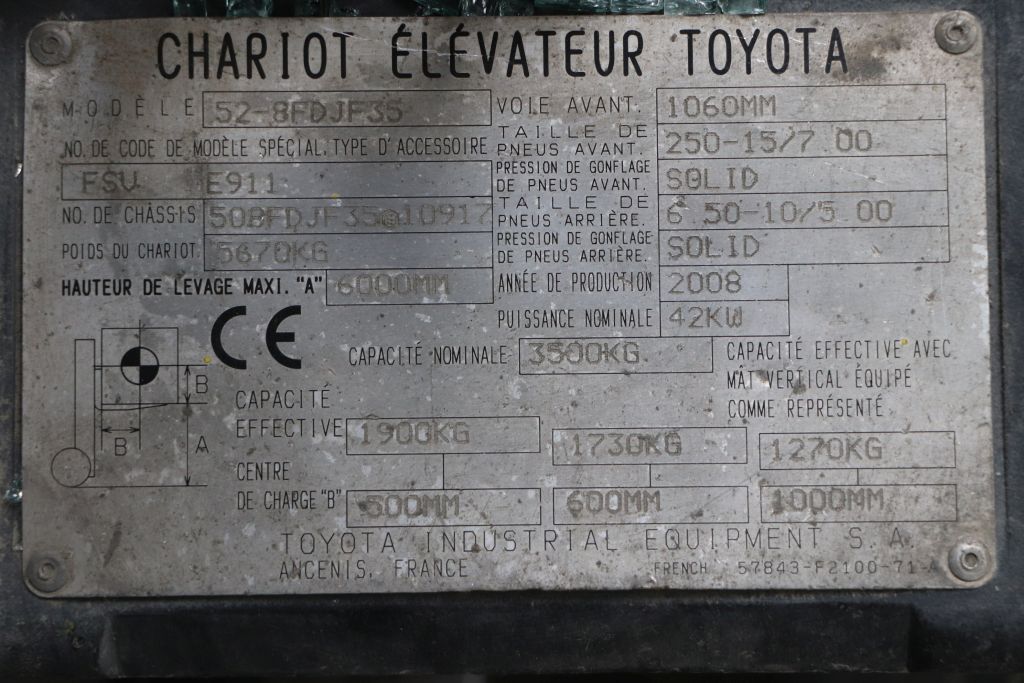 CHARIOT ÉLÉVATEUR TOYOTA
MODÈLE 52-8FDJF35
NO. DE CODE DE MODÈLE SPÉCIAL, TYPE D'ACCESSOIRE
FSV E911
NO. DE CHÂSSIS 508FDJF35@10917
POIDS DU CHARIOT. 5670KG
HAUTEUR DE LEVAGE MAXI. "A" 6000MM
VOIE AVANT. 1060MM
TAILLE DE
PNEUS AVANT. 250-15/7 00
PRESSION DE GONFLAGE
DE PNEUS AVANT. SOLID
TAILLE DE
PNEUS ARRIÈRE. 6 50-10/5 00
PRESSION DE GONFLAGE
DE PNEUS ARRIÈRE. SOLID
ANNÉE DE PRODUCTION 2008
PUISSANCE NOMINALE 42KW
CE
CAPACITÉ NOMINALE 3500KG
CAPACITÉ EFFECTIVE AVEC
MÂT VERTICAL ÉQUIPÉ
COMME REPRÉSENTÉ
B
B
A
CAPACITÉ
EFFECTIVE 1900KG 1730KG 1270KG
CENTRE
DE CHARGE "B" 500MM 600MM 1000MM
TOYOTA INDUSTRIAL EQUIPMENT S.A.
ANCENIS, FRANCE
FRENCH 57843-F2100-71-A